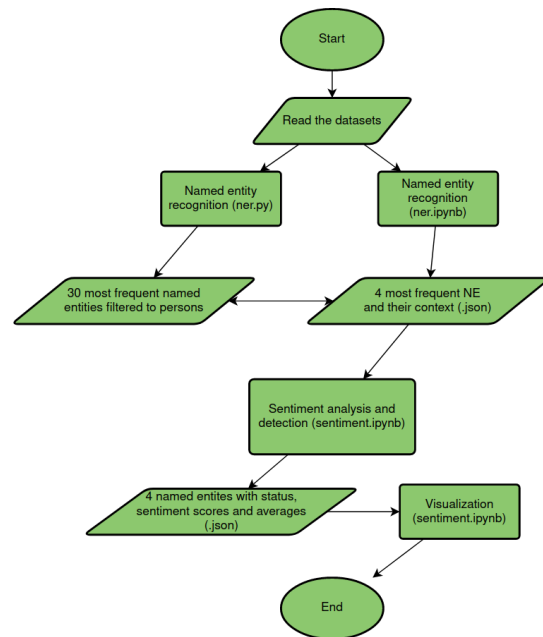 Start
Read the datasets
Named entity
recognition (ner.py)
Named entity
recognition
(ner.ipynb)
30 most frequent named
entities filtered to persons
4 most frequent NE
and their context (.json)
Sentiment analysis and
detection (sentiment.ipynb)
4 named entites with status,
sentiment scores and averages
(.json)
Visualization
(sentiment.ipynb)
End